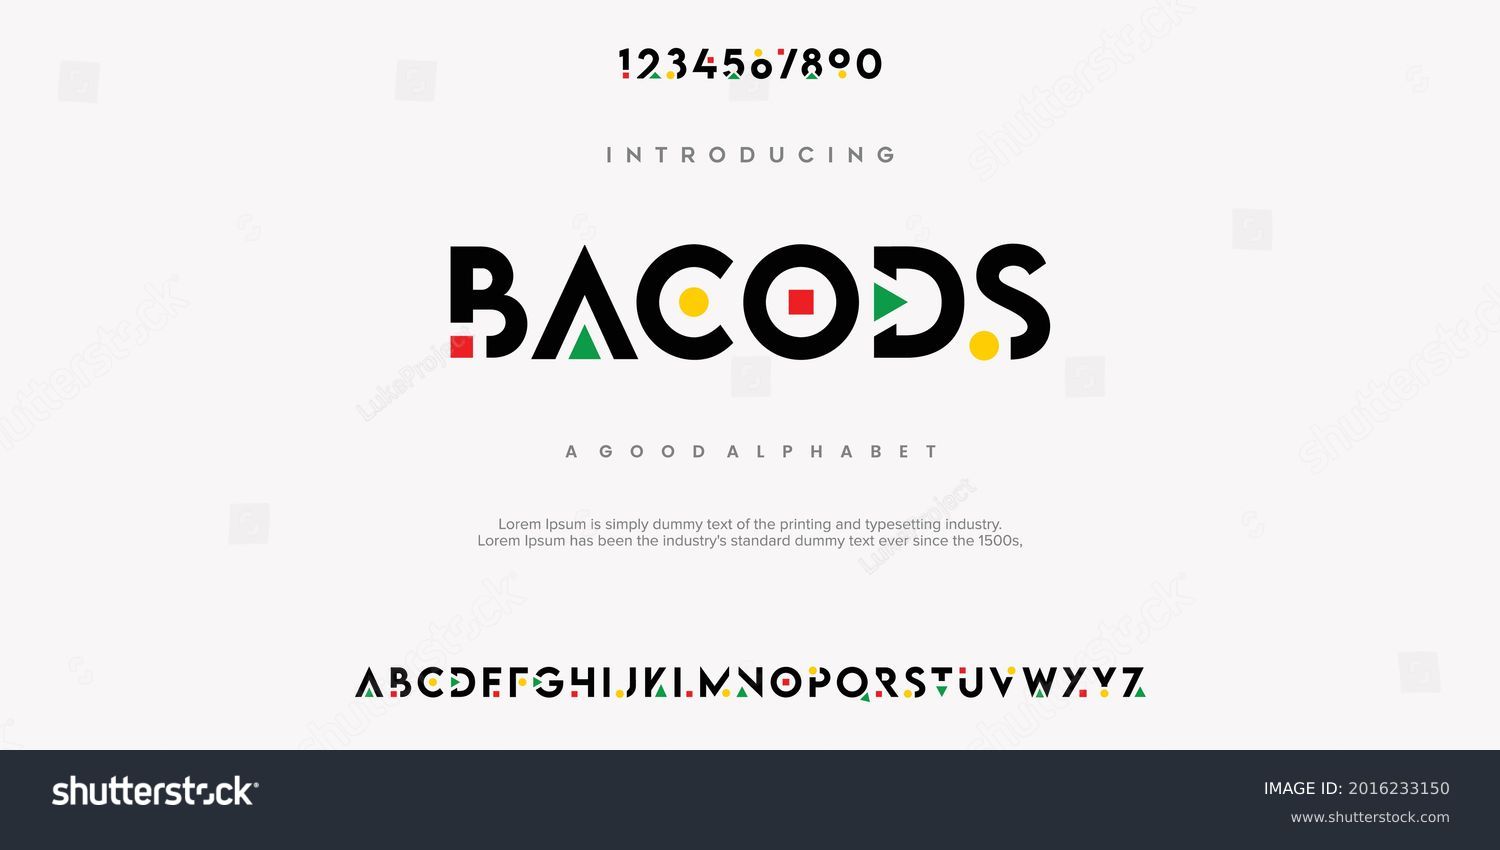 1234567890
INTRODUCING
BACODS
A GOOD ALPHABET
Lorem Ipsum is simply dummy text of the printing and typesetting industry.
Lorem Ipsum has been the industry's standard dummy text ever since the 1500s,
LukeProject
LukeProject
ABCDEFGHIJKLMNOPQRSTUVWXYZ
shutterstock
IMAGE ID: 2016233150
www.shutterstock.com